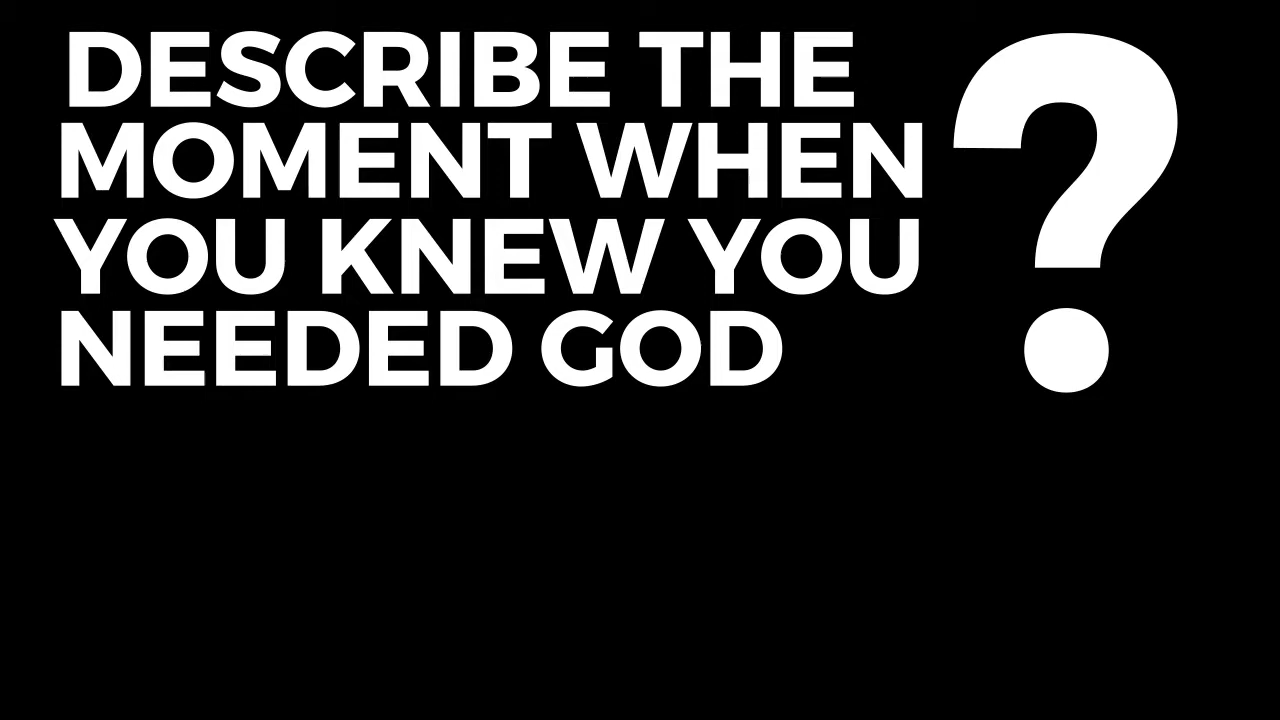 DESCRIBE THE
MOMENT WHEN
YOU KNEW YOU
NEEDED GOD
?